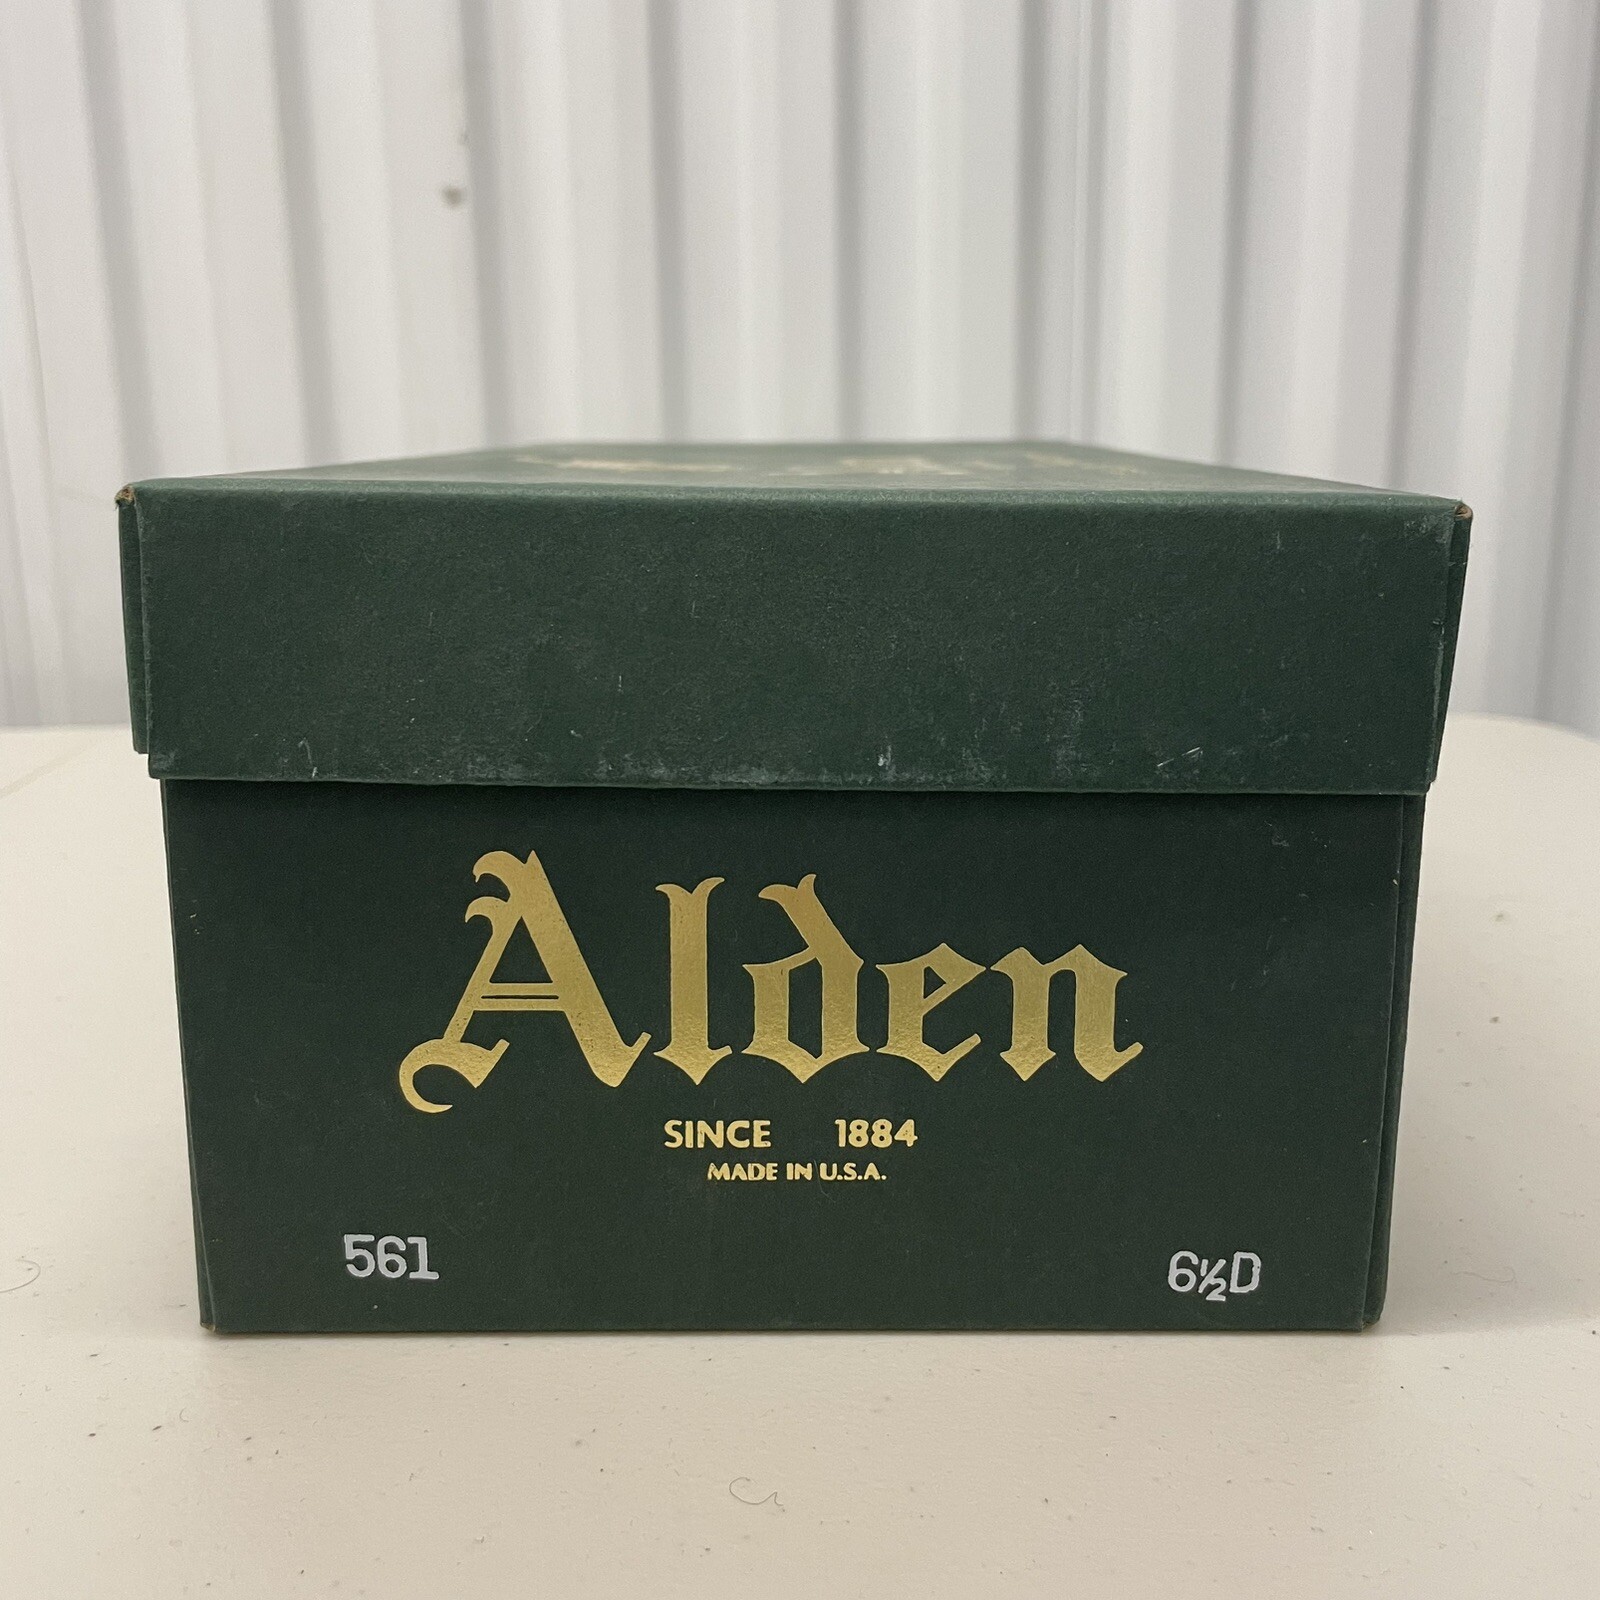 Alden
SINCE 1884
MADE IN U.S.A.
561
6½D